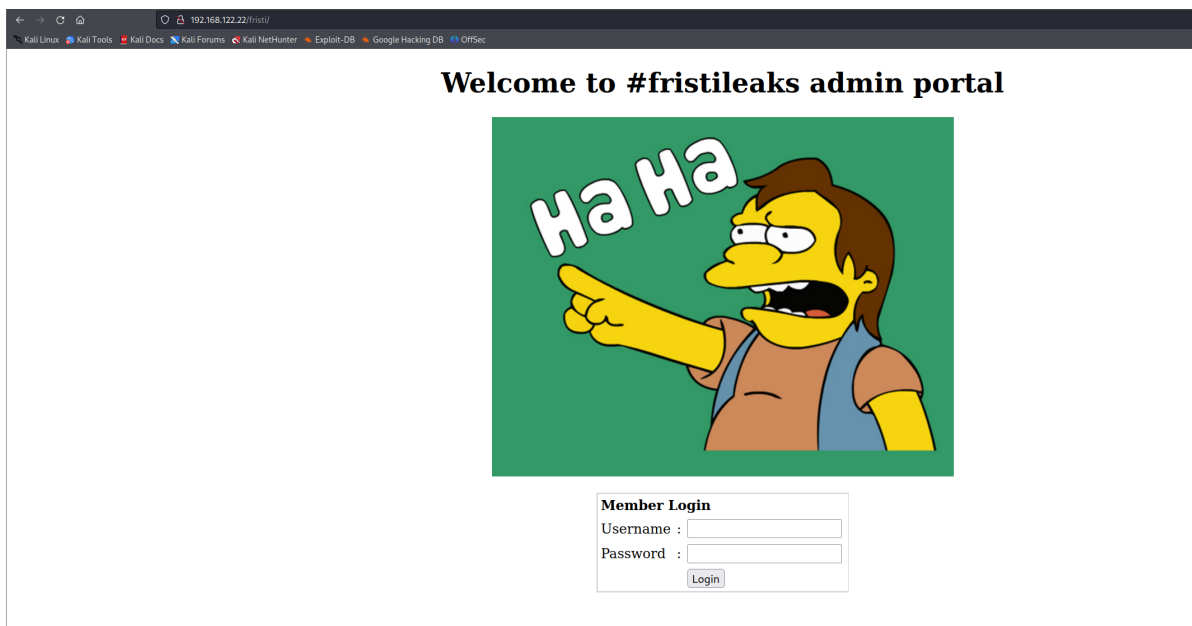 192.168.122.22/fristi/
Kali Linux Kali Tools Kali Docs Kali Forums Kali NetHunter Exploit-DB Google Hacking DB OffSec
Welcome to #fristileaks admin portal
Ha Ha
Member Login
Username :
Password :
Login